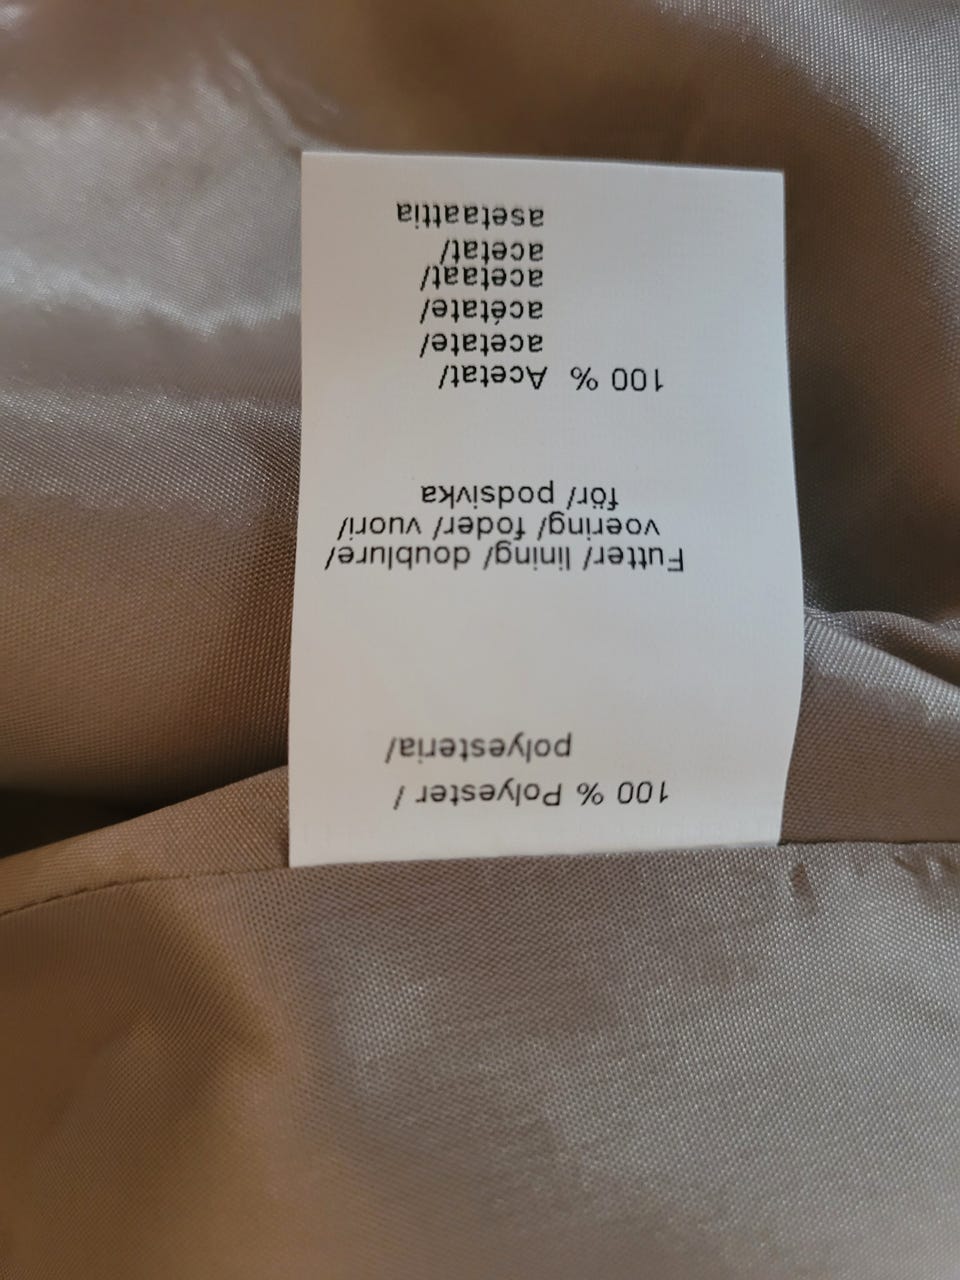 100 % Polyester /
polyesteria/
Futter/ lining/ doublure/
voering/ foder/ vuori/
för/ podsivka
100 % Acetat/
acetate/
acétate/
acetaat/
acetat/
asetaattia